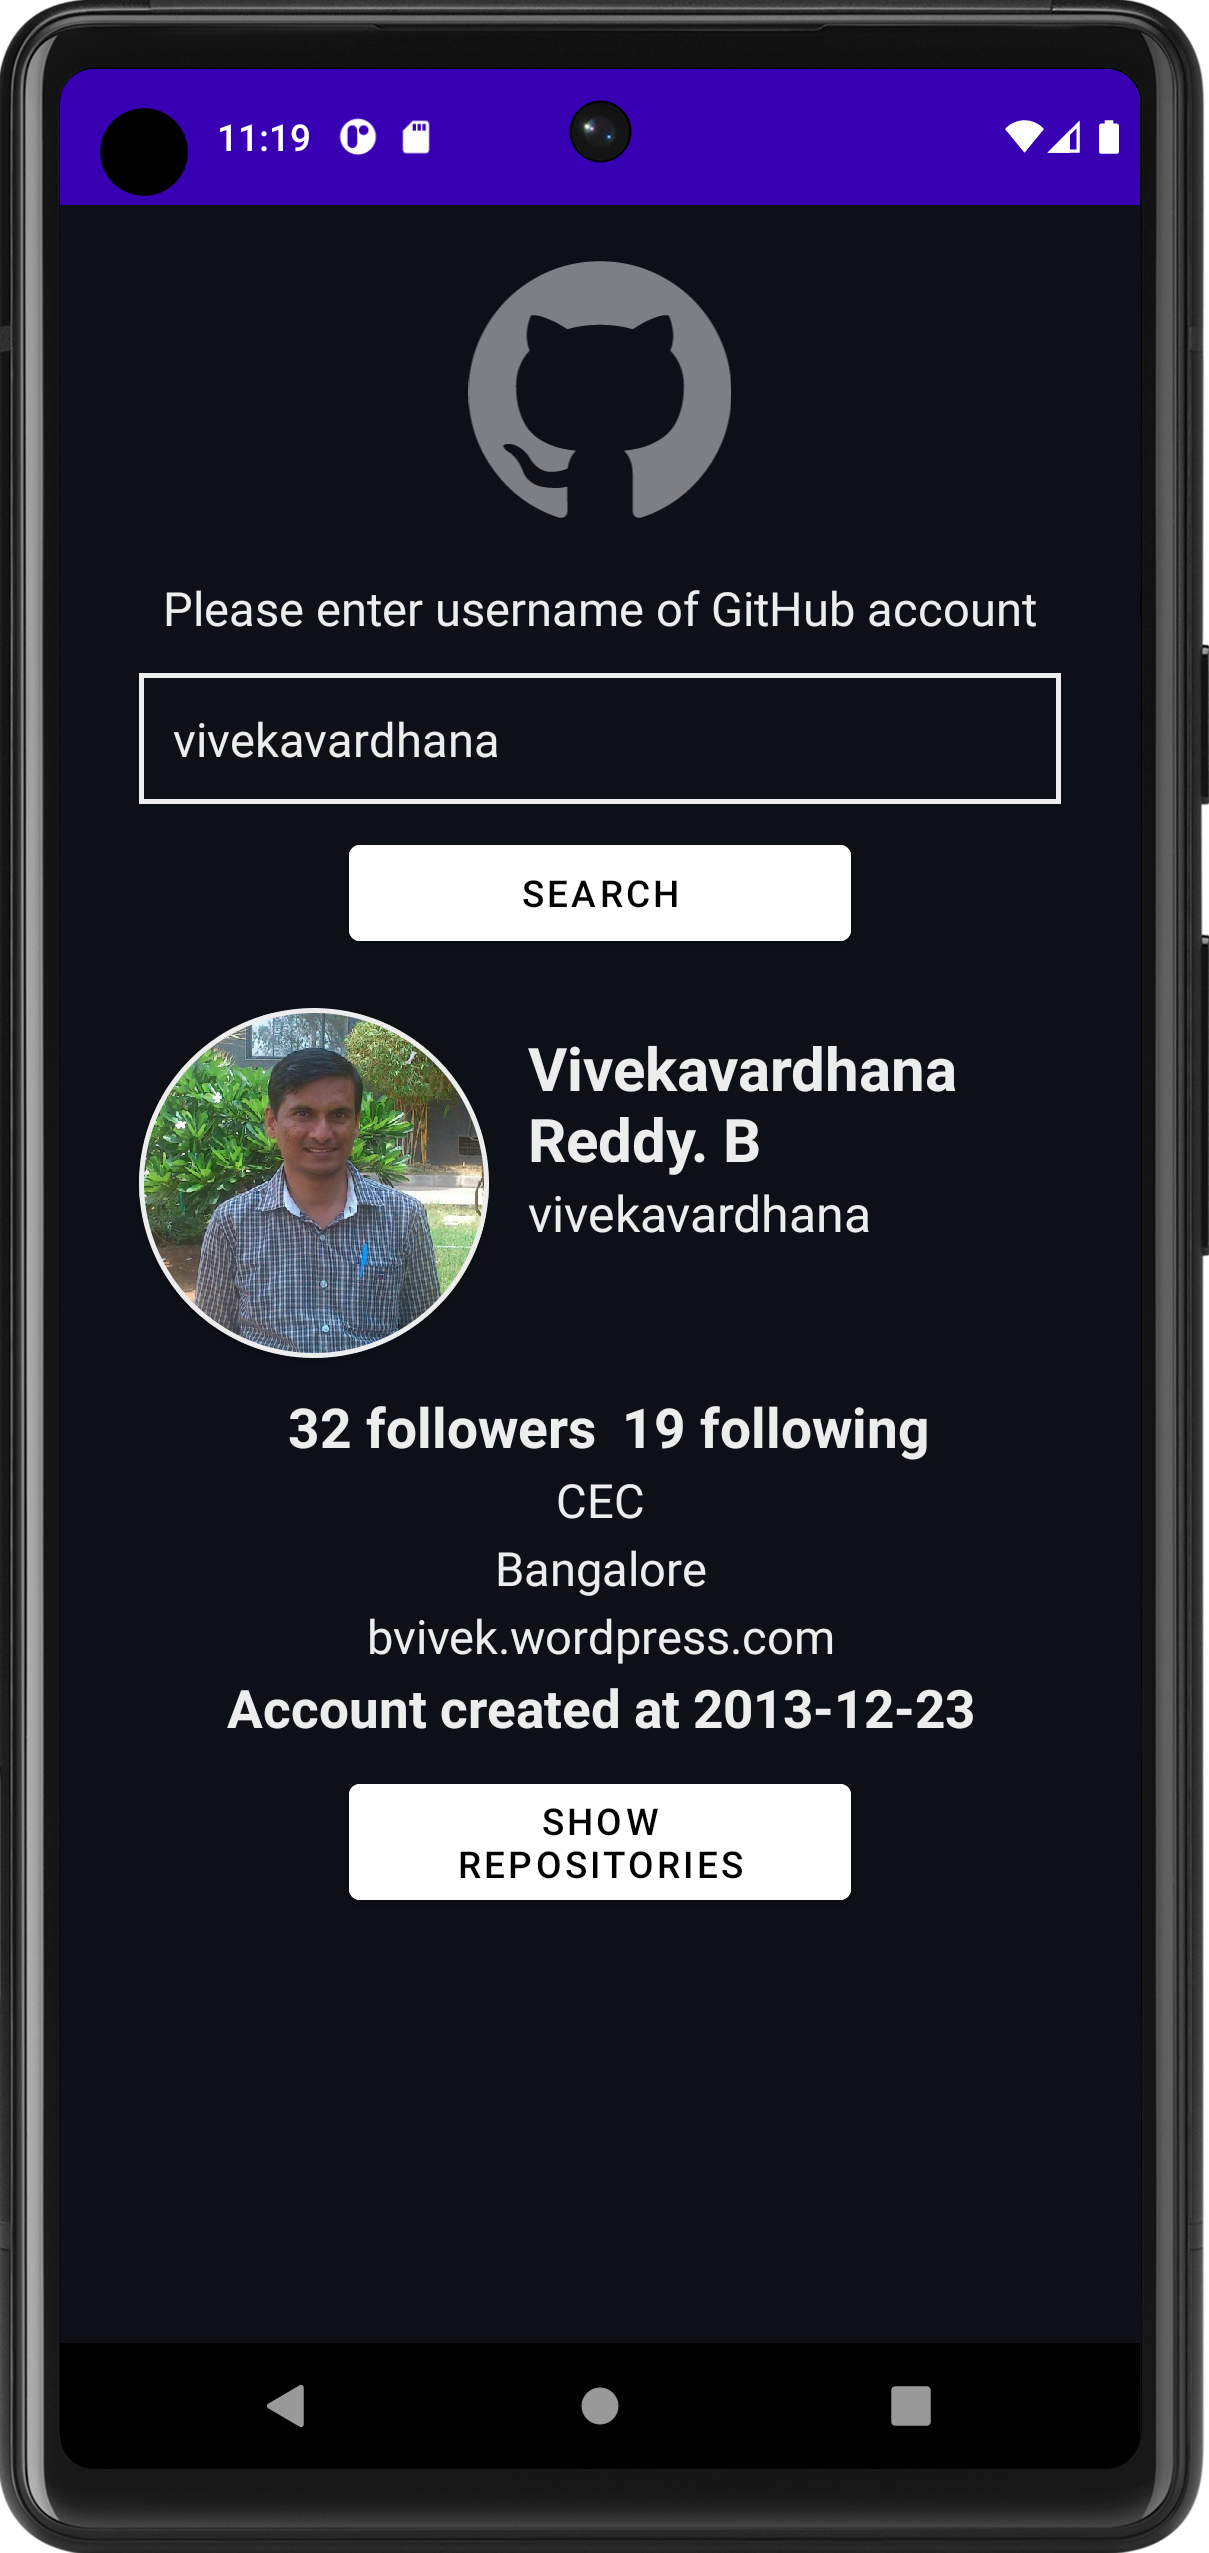 11:19
Please enter username of GitHub account
vivekavardhana
SEARCH
Vivekavardhana
Reddy. B
vivekavardhana
32 followers 19 following
CEC
Bangalore
bvivek.wordpress.com
Account created at 2013-12-23
SHOW
REPOSITORIES